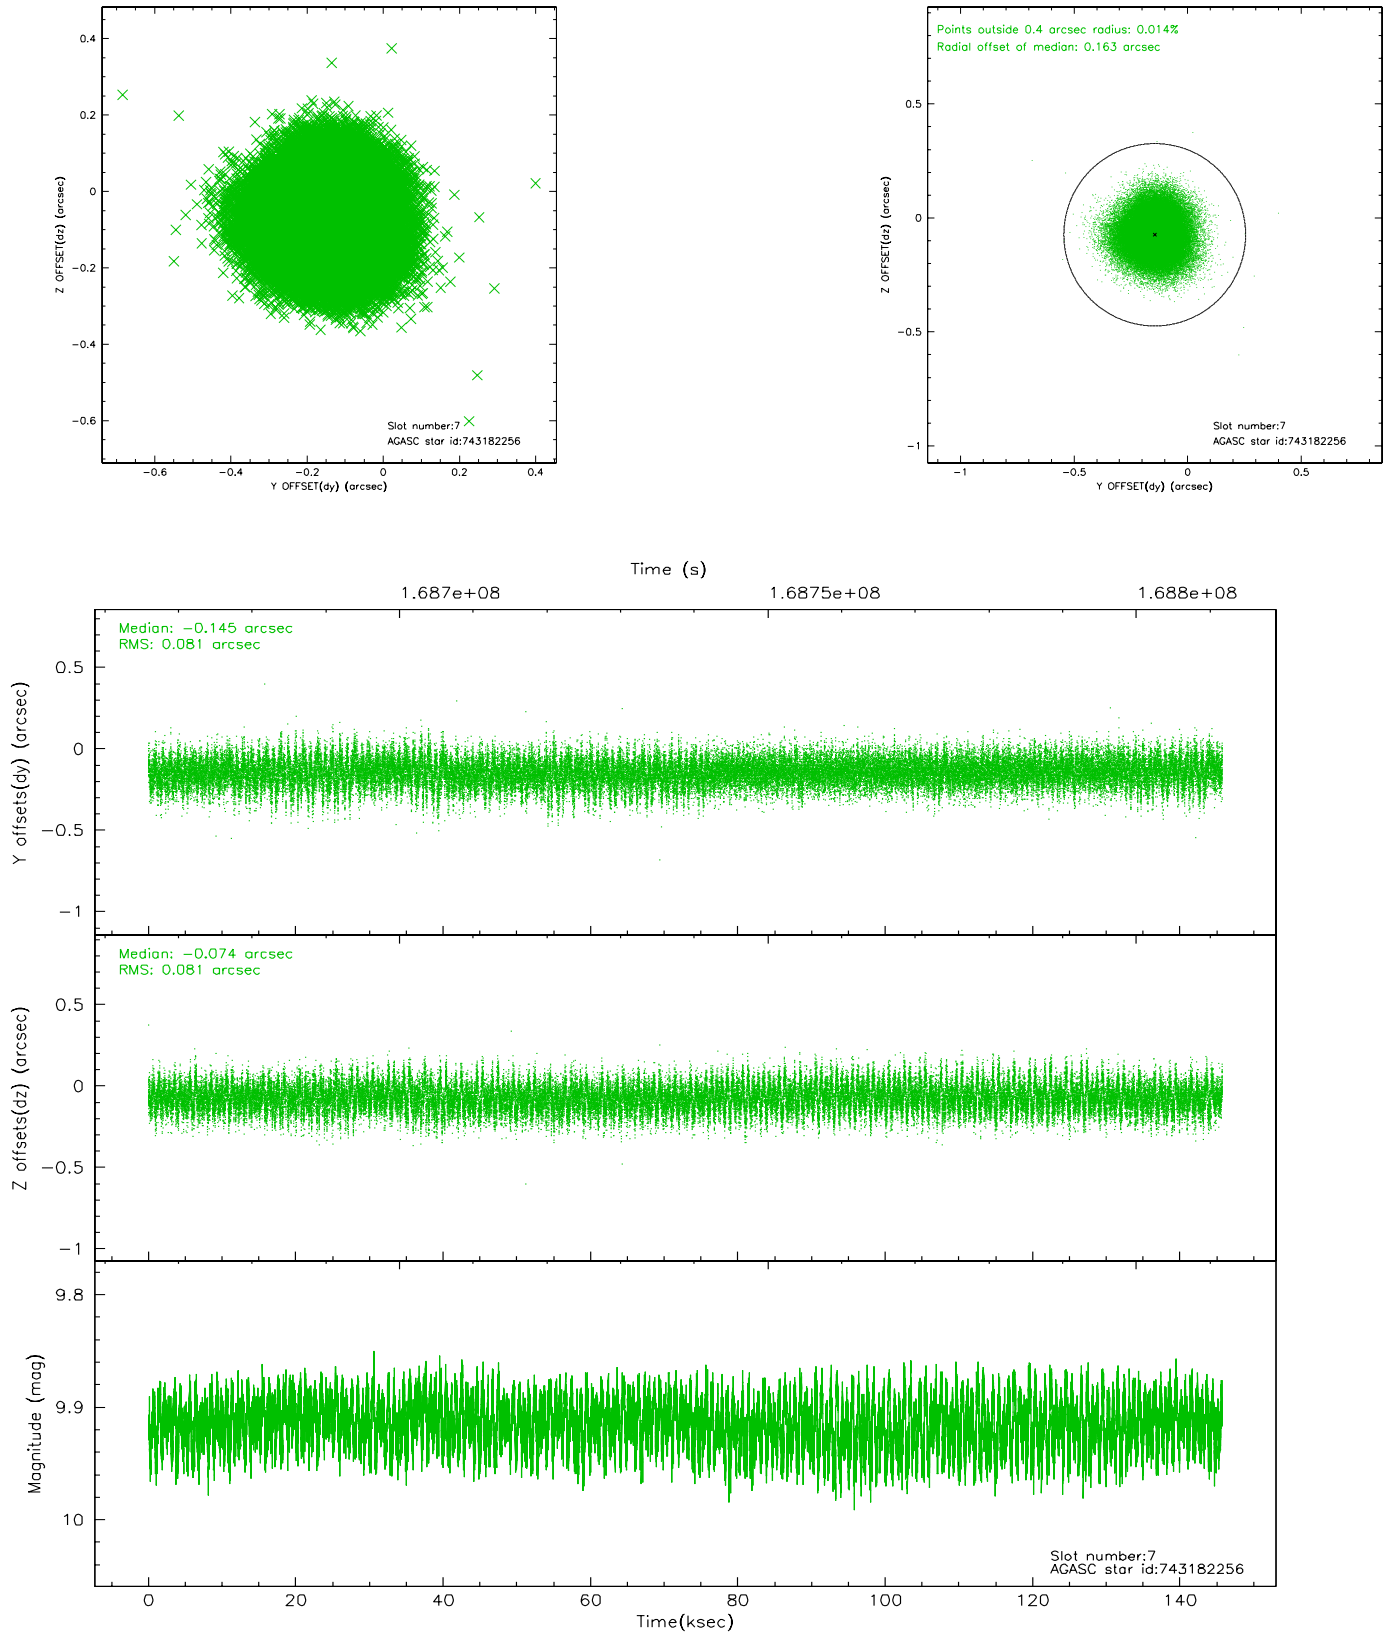 0.4
0.2
0
-0.2
-0.4
-0.6
Z OFFSET(dz) (arcsec)
Slot number:7
AGASC star id:743182256
-0.6 -0.4 -0.2 0 0.2 0.4
Y OFFSET(dy) (arcsec)
Points outside 0.4 arcsec radius: 0.014%
Radial offset of median: 0.163 arcsec
0.5
0
-0.5
-1
Z OFFSET(dz) (arcsec)
Slot number:7
AGASC star id:743182256
-1 -0.5 0 0.5
Y OFFSET(dy) (arcsec)
Time (s)
1.687e+08 1.6875e+08 1.688e+08
Median: -0.145 arcsec
RMS: 0.081 arcsec
0.5
0
-0.5
-1
Y offsets(dy) (arcsec)
Median: -0.074 arcsec
RMS: 0.081 arcsec
0.5
0
-0.5
-1
Z offsets(dz) (arcsec)
9.8
9.9
10
Magnitude (mag)
Slot number:7
AGASC star id:743182256
0 20 40 60 80 100 120 140
Time(ksec)